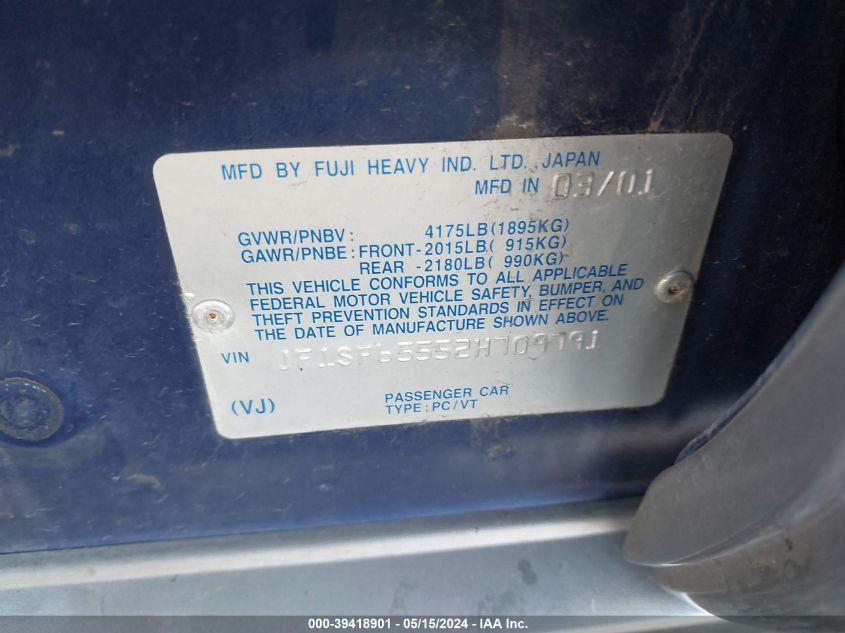 MFD BY FUJI HEAVY IND. LTD. JAPAN
MFD IN 03/01
GVWR/PNBV: 4175LB(1895KG)
GAWR/PNBE: FRONT-2015LB( 915KG)
REAR -2180LB( 990KG)
THIS VEHICLE CONFORMS TO ALL APPLICABLE
FEDERAL MOTOR VEHICLE SAFETY, BUMPER, AND
THEFT PREVENTION STANDARDS IN EFFECT ON
THE DATE OF MANUFACTURE SHOWN ABOVE.
VIN JF1SF65552H709791
(VJ) PASSENGER CAR
TYPE: PC/VT
000-39418901 - 05/15/2024 - IAA Inc.